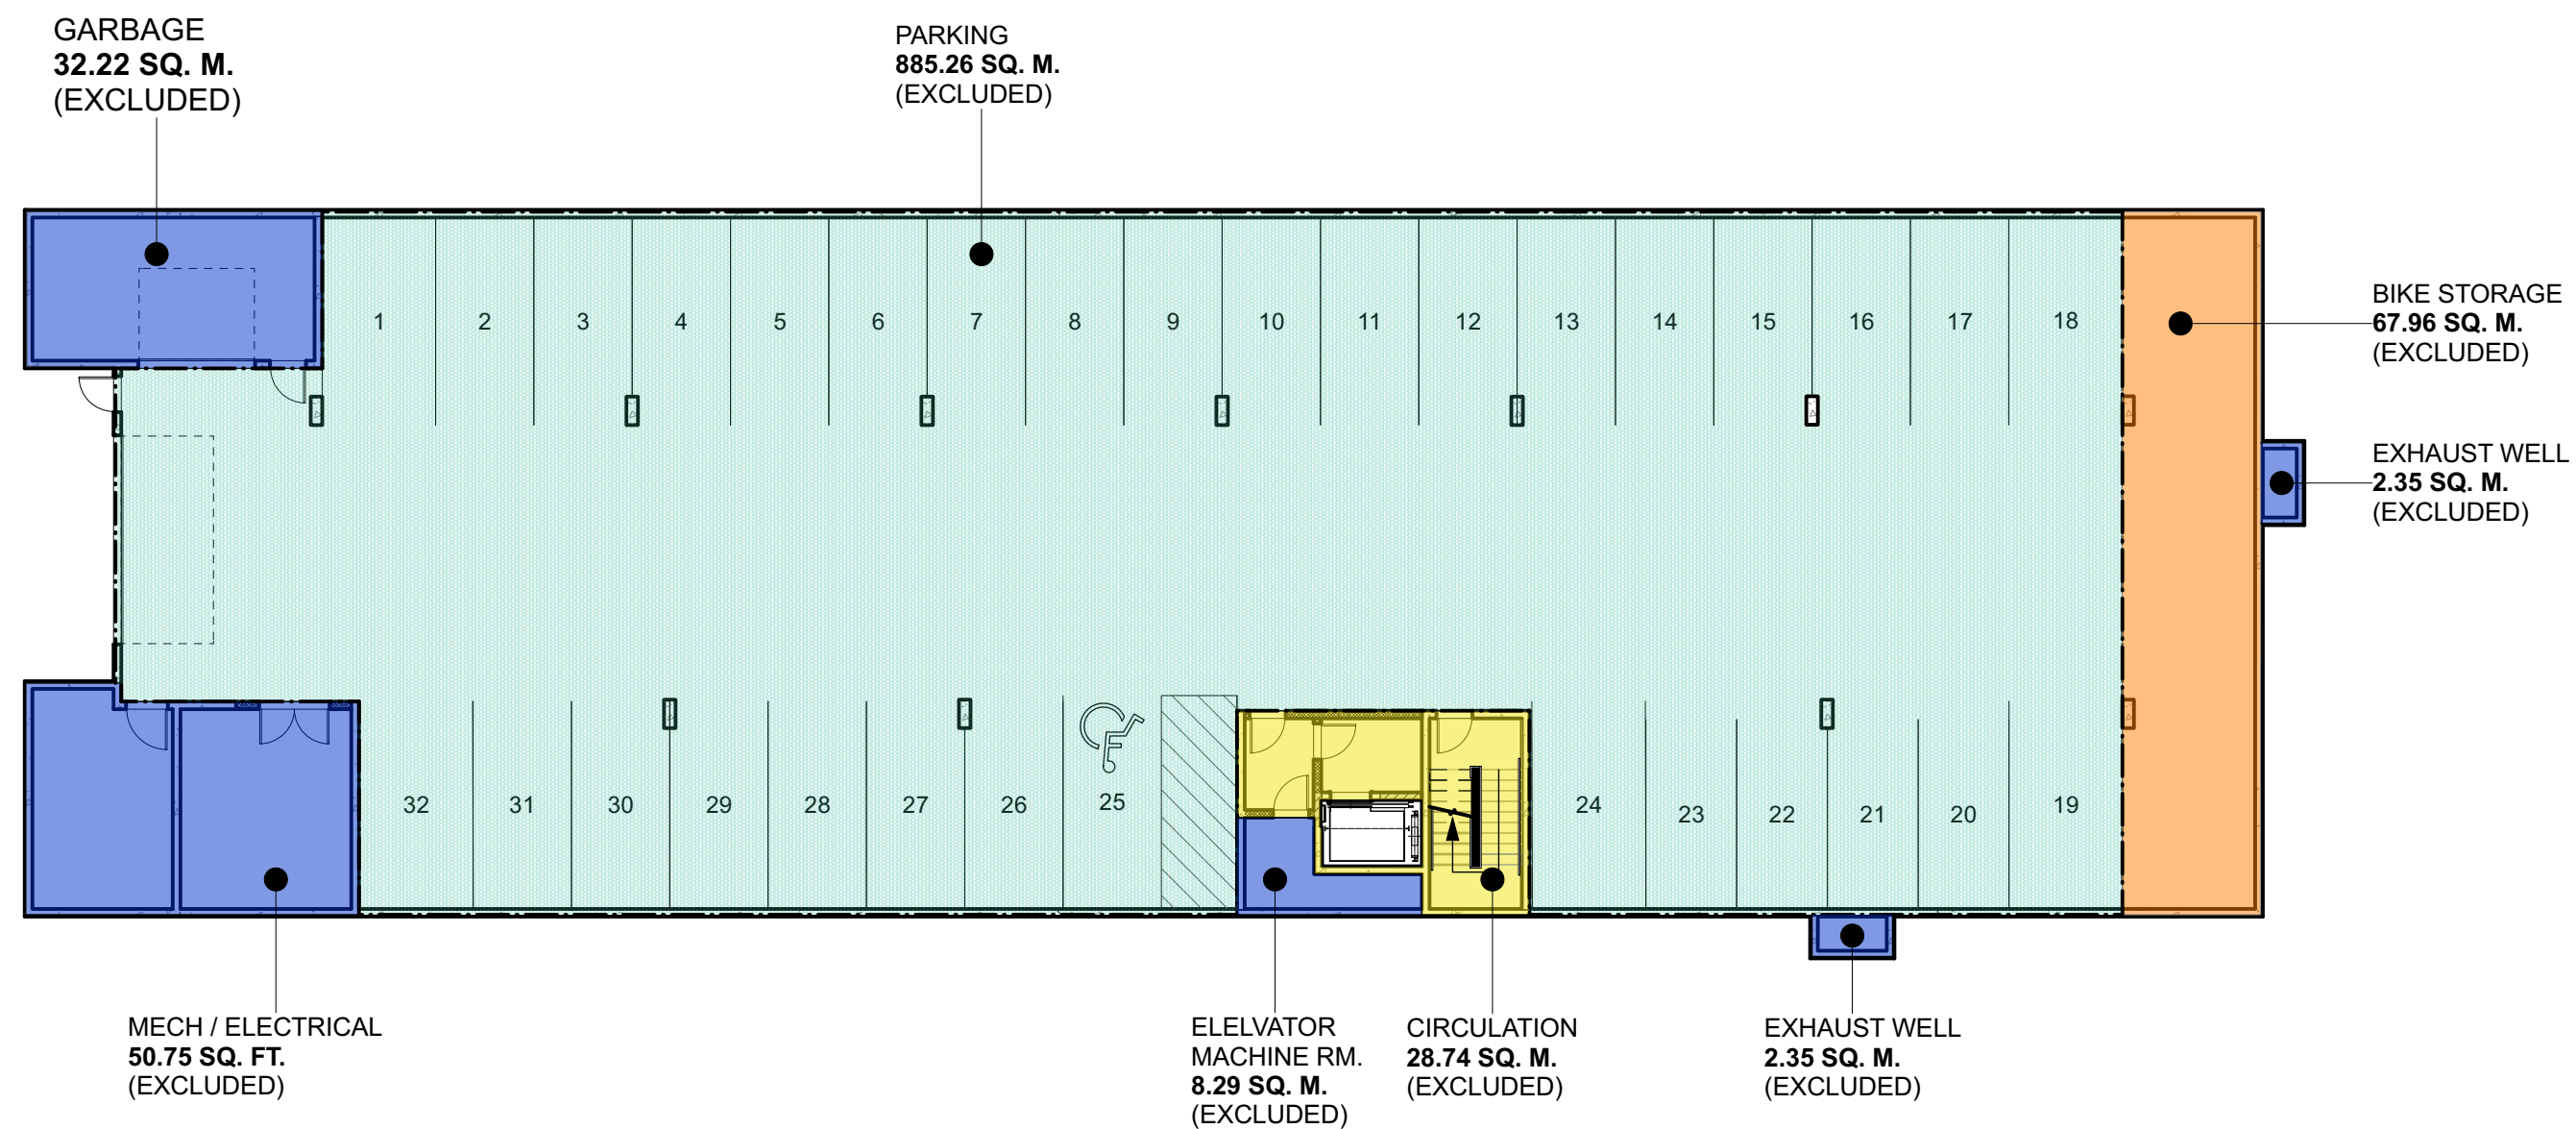 GARBAGE
32.22 SQ. M.
(EXCLUDED)
PARKING
885.26 SQ. M.
(EXCLUDED)
1 2 3 4 5 6 7 8 9 10 11 12 13 14 15 16 17 18
BIKE STORAGE
67.96 SQ. M.
(EXCLUDED)
EXHAUST WELL
2.35 SQ. M.
(EXCLUDED)
32 31 30 29 28 27 26 25 24 23 22 21 20 19
MECH / ELECTRICAL
50.75 SQ. FT.
(EXCLUDED)
ELELVATOR
MACHINE RM.
8.29 SQ. M.
(EXCLUDED)
CIRCULATION
28.74 SQ. M.
(EXCLUDED)
EXHAUST WELL
2.35 SQ. M.
(EXCLUDED)